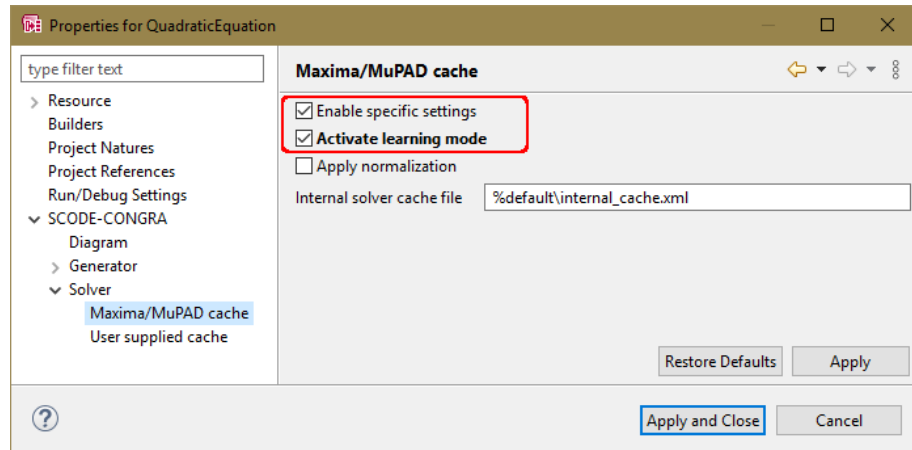 Properties for QuadraticEquation
type filter text
Resource
Builders
Project Natures
Project References
Run/Debug Settings
SCODE-CONGRA
Diagram
Generator
Solver
Maxima/MuPAD cache
User supplied cache
Maxima/MuPAD cache
Enable specific settings
Activate learning mode
Apply normalization
Internal solver cache file %default\internal_cache.xml
Restore Defaults Apply
? Apply and Close Cancel